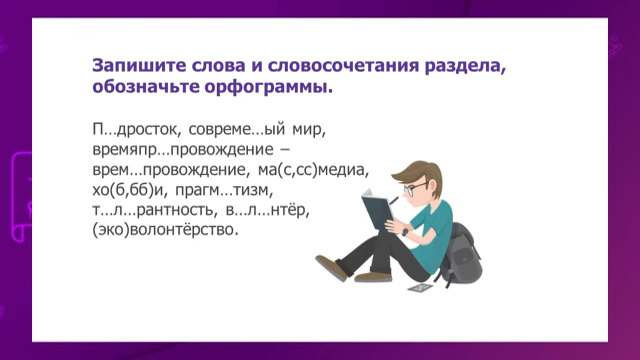 Запишите слова и словосочетания раздела,
обозначьте орфограммы.
П…дросток, совреме…ый мир,
времяпр…провождение –
врем…провождение, ма(с,сс)медиа,
хо(б,бб)и, прагм…тизм,
т…л…рантность, в…л…нтёр,
(эко)волонтёрство.